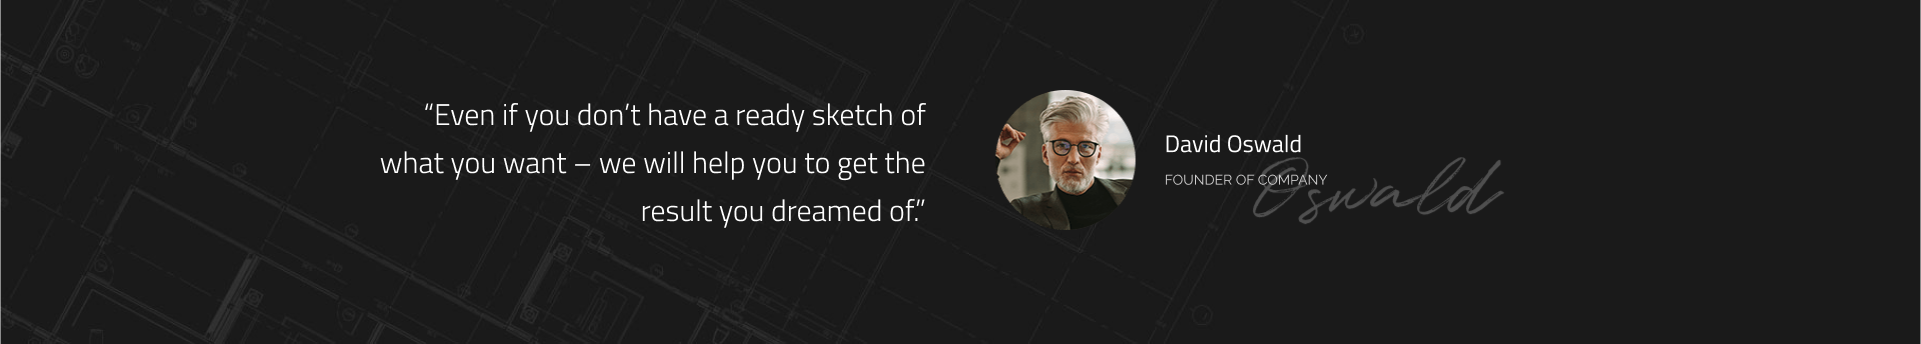 “Even if you don’t have a ready sketch of
what you want – we will help you to get the
result you dreamed of.”
David Oswald
FOUNDER OF COMPANY
Oswald